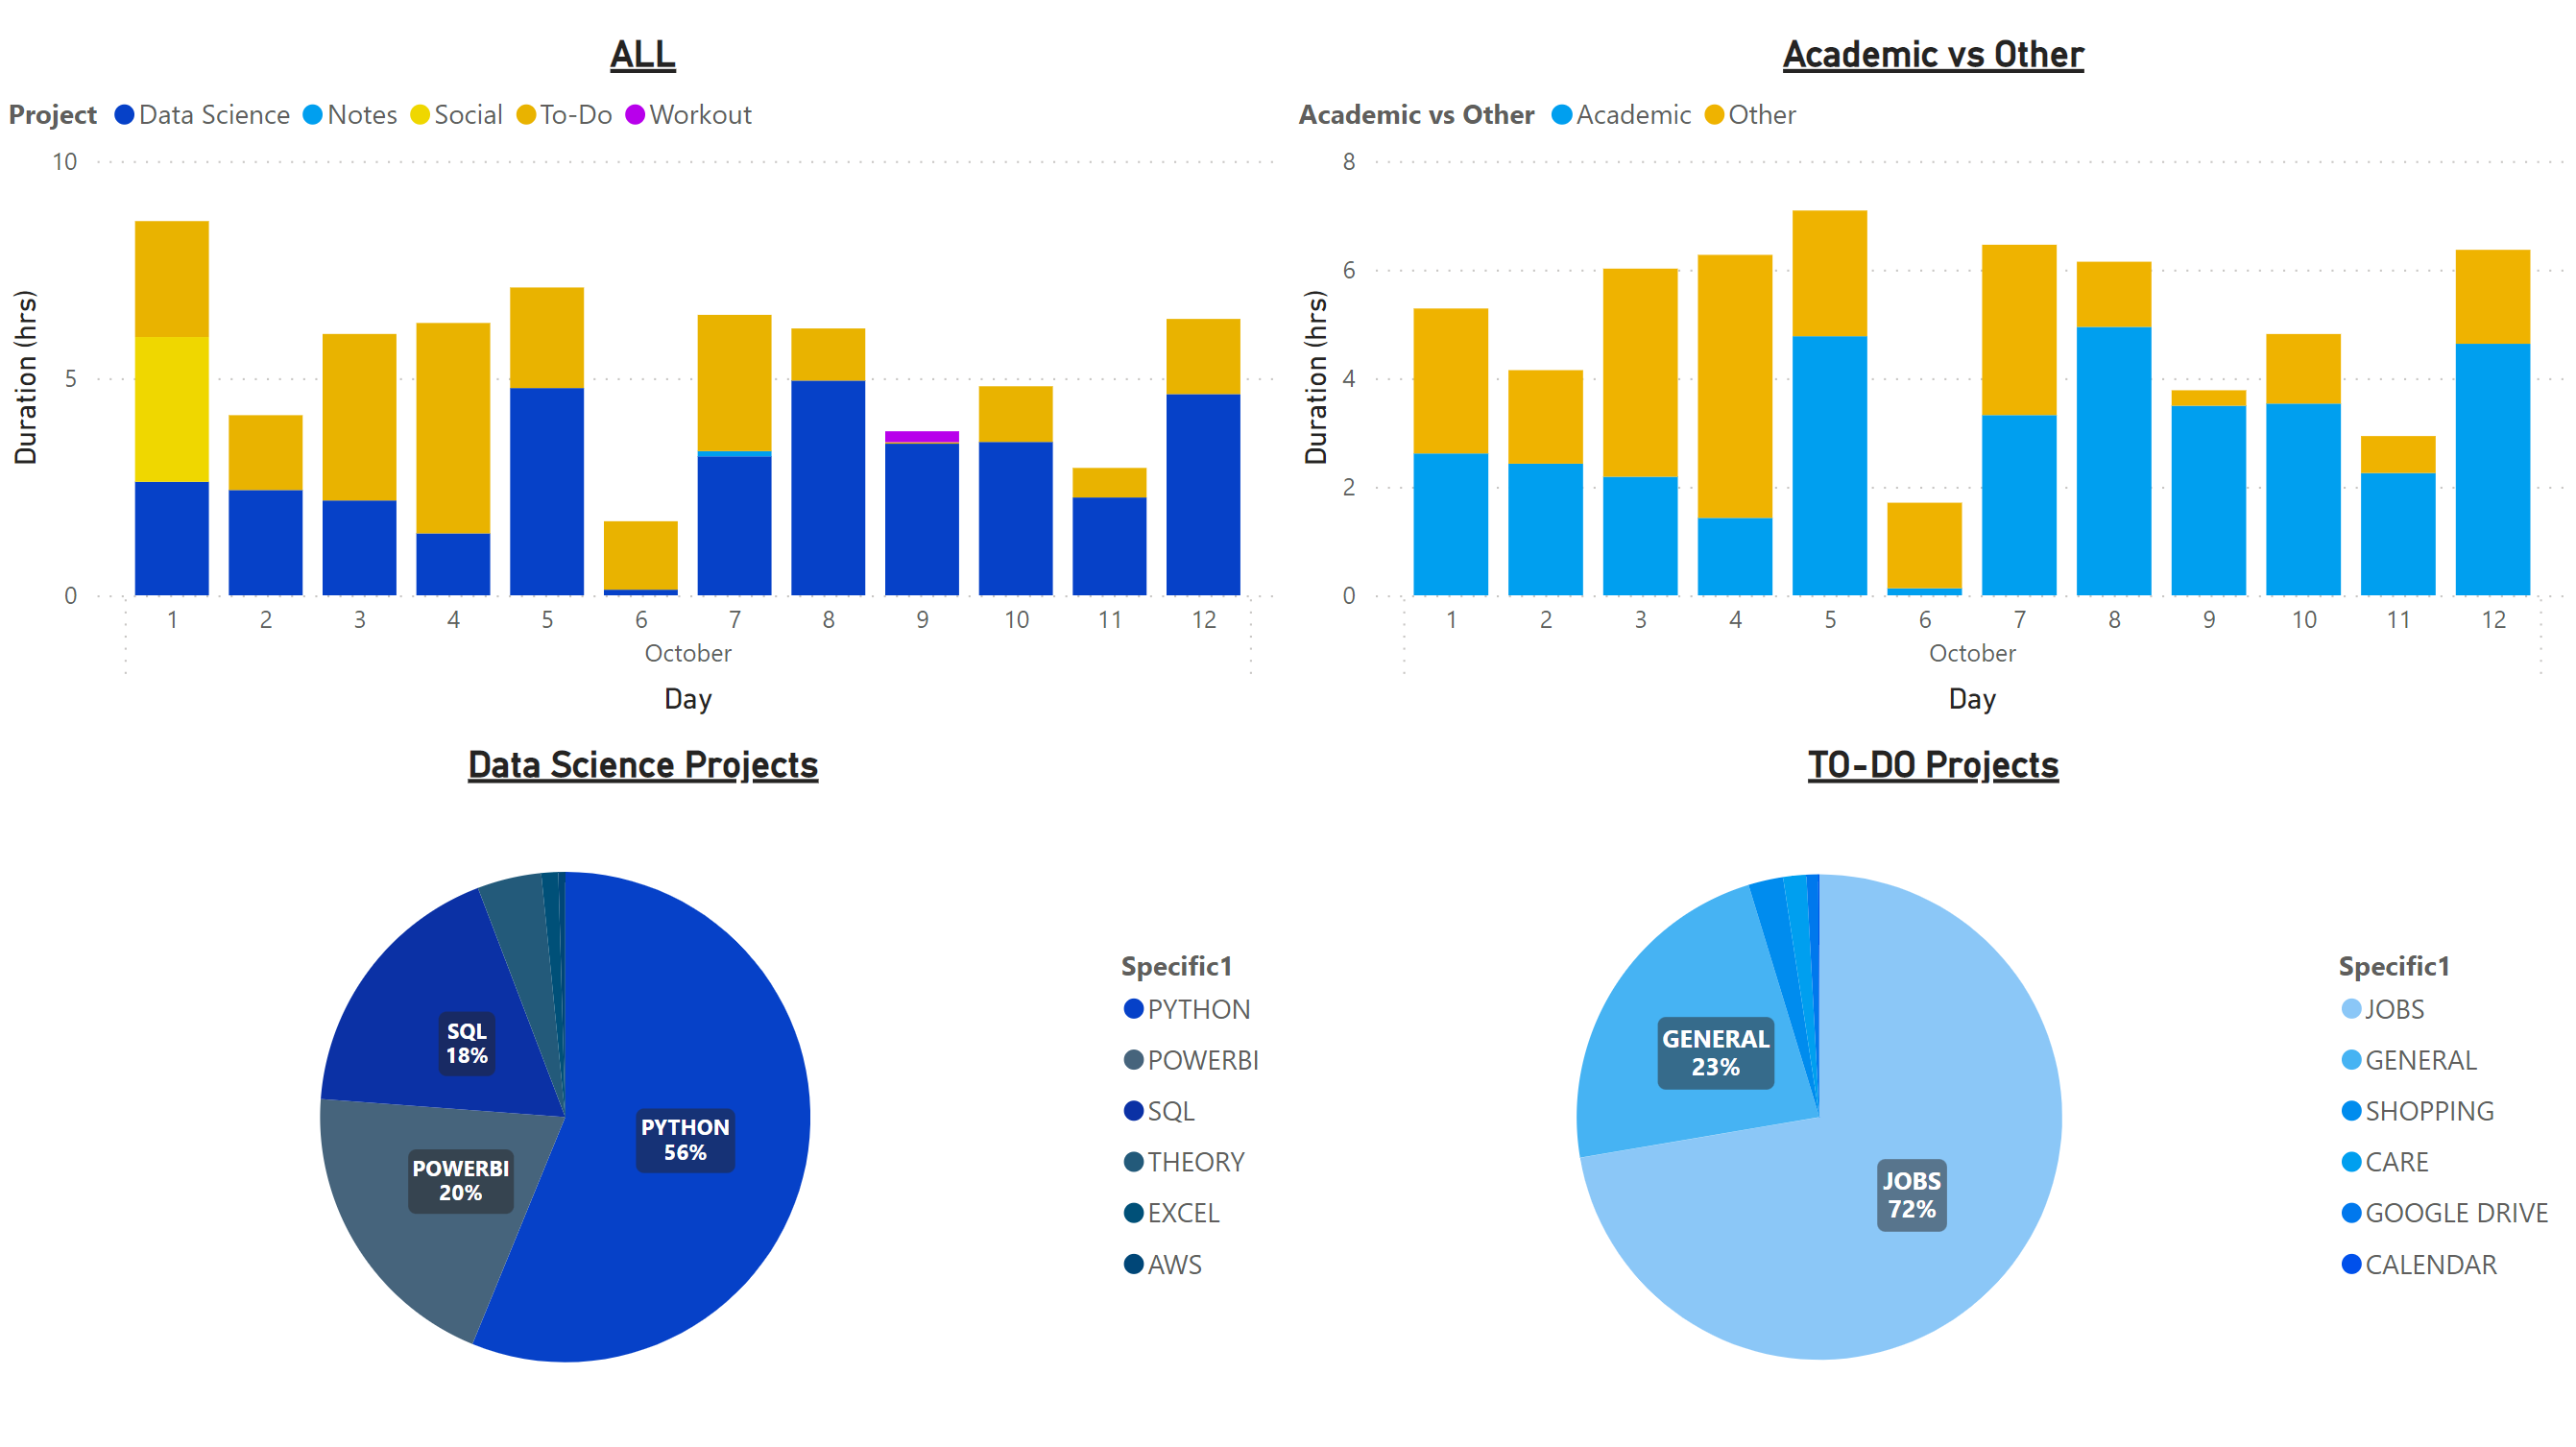 ALL
Project Data Science Notes Social To-Do Workout
10
5
0
Duration (hrs)
1 2 3 4 5 6 7 8 9 10 11 12
October
Day
Academic vs Other
Academic vs Other Academic Other
8
6
4
2
0
Duration (hrs)
1 2 3 4 5 6 7 8 9 10 11 12
October
Day
Data Science Projects
SQL
18%
POWERBI
20%
PYTHON
56%
Specific1
PYTHON
POWERBI
SQL
THEORY
EXCEL
AWS
TO-DO Projects
GENERAL
23%
JOBS
72%
Specific1
JOBS
GENERAL
SHOPPING
CARE
GOOGLE DRIVE
CALENDAR